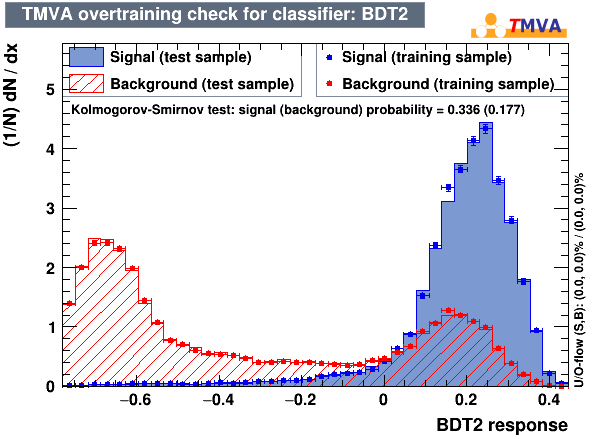 TMVA overtraining check for classifier: BDT2
TMVA
Signal (test sample)
Signal (training sample)
Background (test sample)
Background (training sample)
Kolmogorov-Smirnov test: signal (background) probability = 0.336 (0.177)
(1/N) dN / dx
5
4
3
2
1
0
−0.6
−0.4
−0.2
0
0.2
0.4
BDT2 response
U/O-flow (S,B): (0.0, 0.0)% / (0.0, 0.0)%